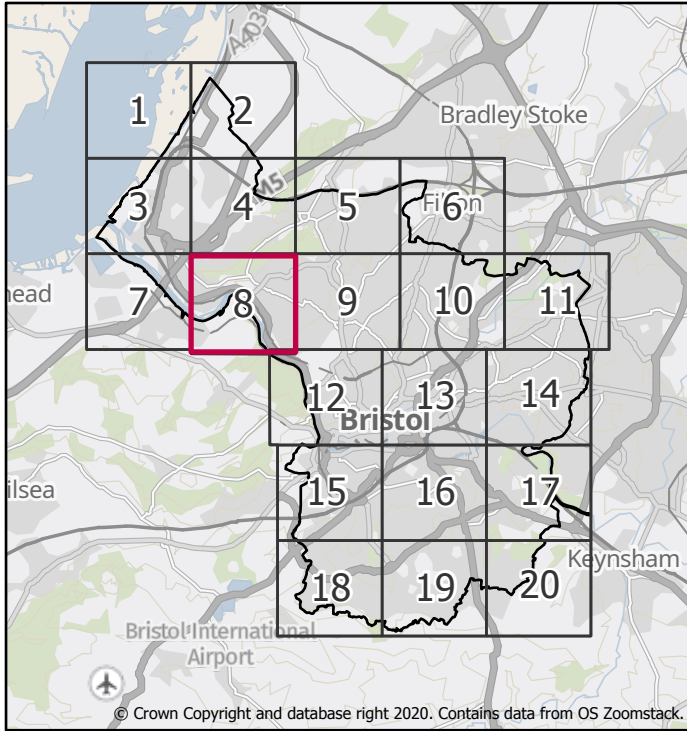 A403
1
2
Bradley Stoke
M5
3
4
5
6
Filton
head
7
8
9
10
11
12
13
14
Bristol
ilsea
15
16
17
Keynsham
18
19
20
Bristol International
Airport
© Crown Copyright and database right 2020. Contains data from OS Zoomstack.